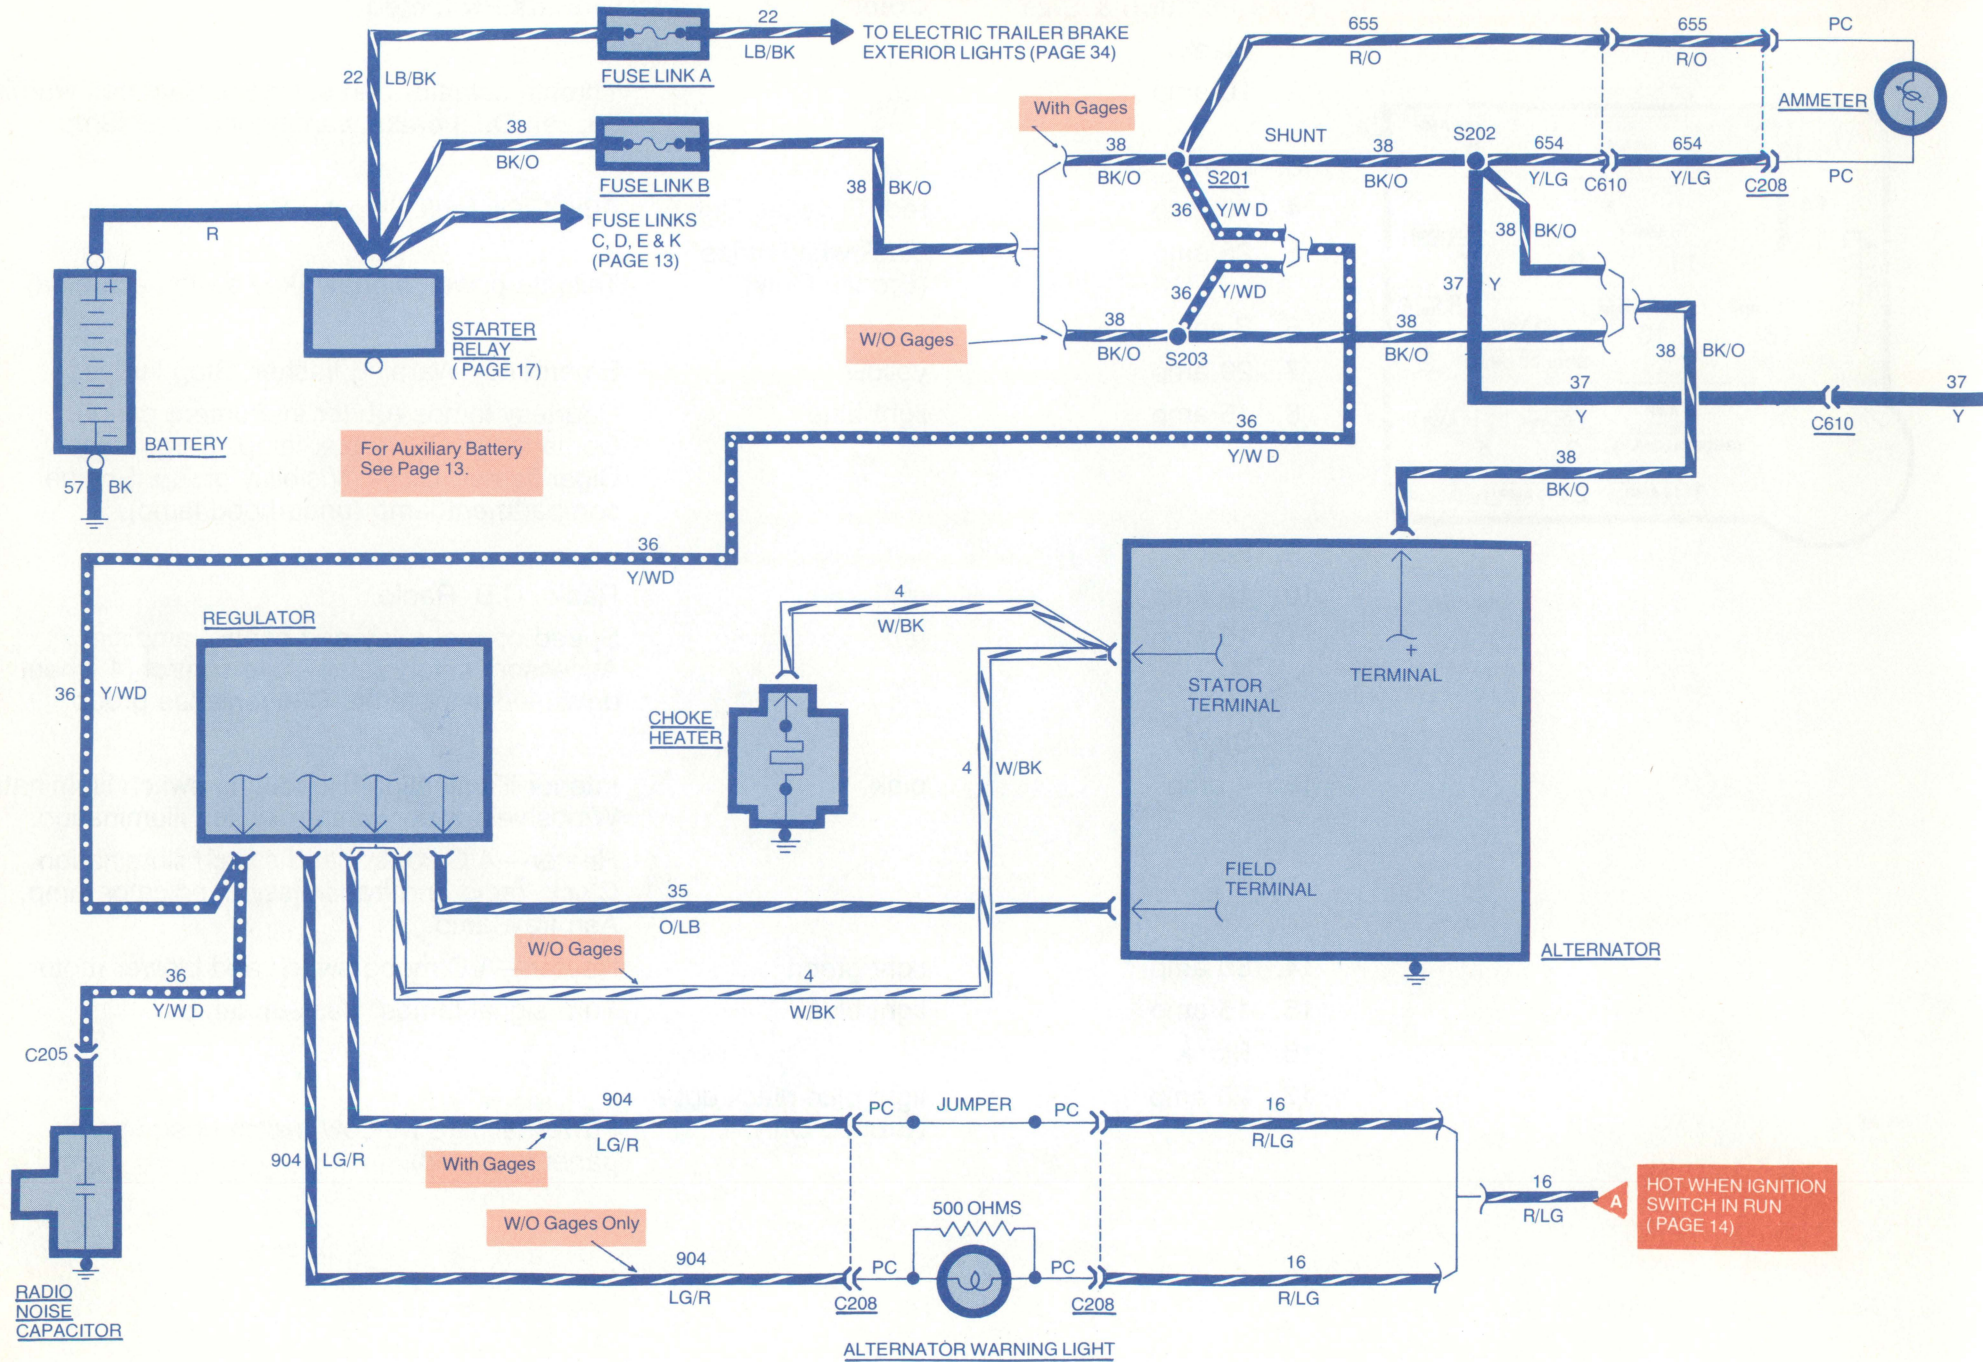 22
LB/BK
TO ELECTRIC TRAILER BRAKE
EXTERIOR LIGHTS (PAGE 34)
22 LB/BK
FUSE LINK A
655
R/O
655
R/O
PC
AMMETER
With Gages
38
BK/O
FUSE LINK B
38 BK/O
38
BK/O
S201
SHUNT
38
BK/O
S202
654
Y/LG
C610
654
Y/LG
C208
PC
R
FUSE LINKS
C, D, E & K
(PAGE 13)
36 Y/W D
36 Y/WD
38 BK/O
37 Y
STARTER
RELAY
(PAGE 17)
W/O Gages
38
BK/O
S203
38
BK/O
38 BK/O
37
Y
C610
37
Y
+
BATTERY
57 BK
For Auxiliary Battery
See Page 13.
36
Y/W D
38
BK/O
36
Y/WD
REGULATOR
36 Y/WD
4
W/BK
CHOKE
HEATER
4 W/BK
STATOR
TERMINAL
+
TERMINAL
FIELD
TERMINAL
ALTERNATOR
35
O/LB
W/O Gages
4
W/BK
36
Y/W D
C205
RADIO
NOISE
CAPACITOR
904 LG/R
904
LG/R
With Gages
PC
JUMPER
PC
16
R/LG
W/O Gages Only
904
LG/R
C208
PC
500 OHMS
PC
C208
16
R/LG
16
R/LG
A
HOT WHEN IGNITION
SWITCH IN RUN
(PAGE 14)
ALTERNATOR WARNING LIGHT